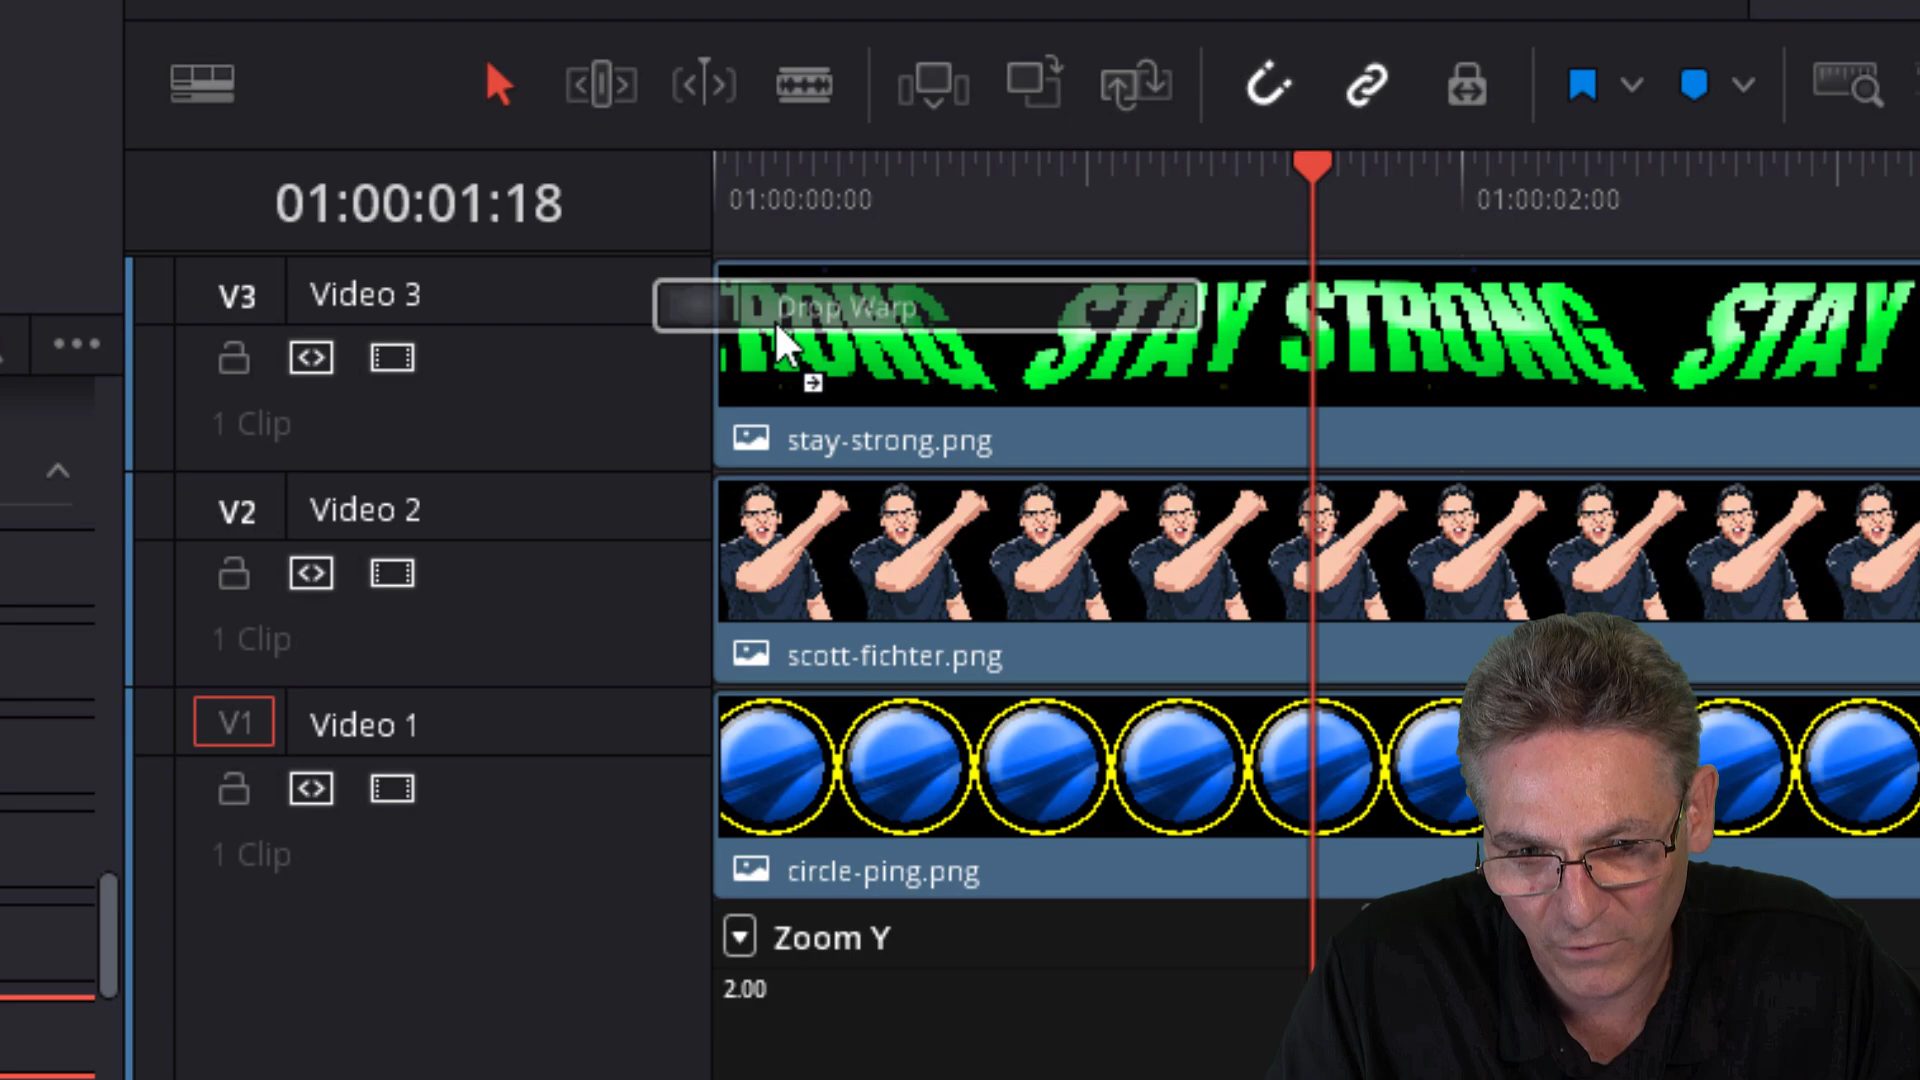 01:00:01:18
01:00:00:00
01:00:02:00
V3 Video 3
1 Clip
Drop Warp
TRONG STAY STRONG STAY
stay-strong.png
V2 Video 2
1 Clip
scott-fichter.png
V1 Video 1
1 Clip
circle-ping.png
Zoom Y
2.00